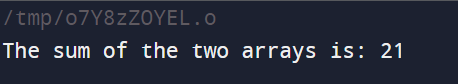 /tmp/o7Y8zZOYEL.o
The sum of the two arrays is: 21